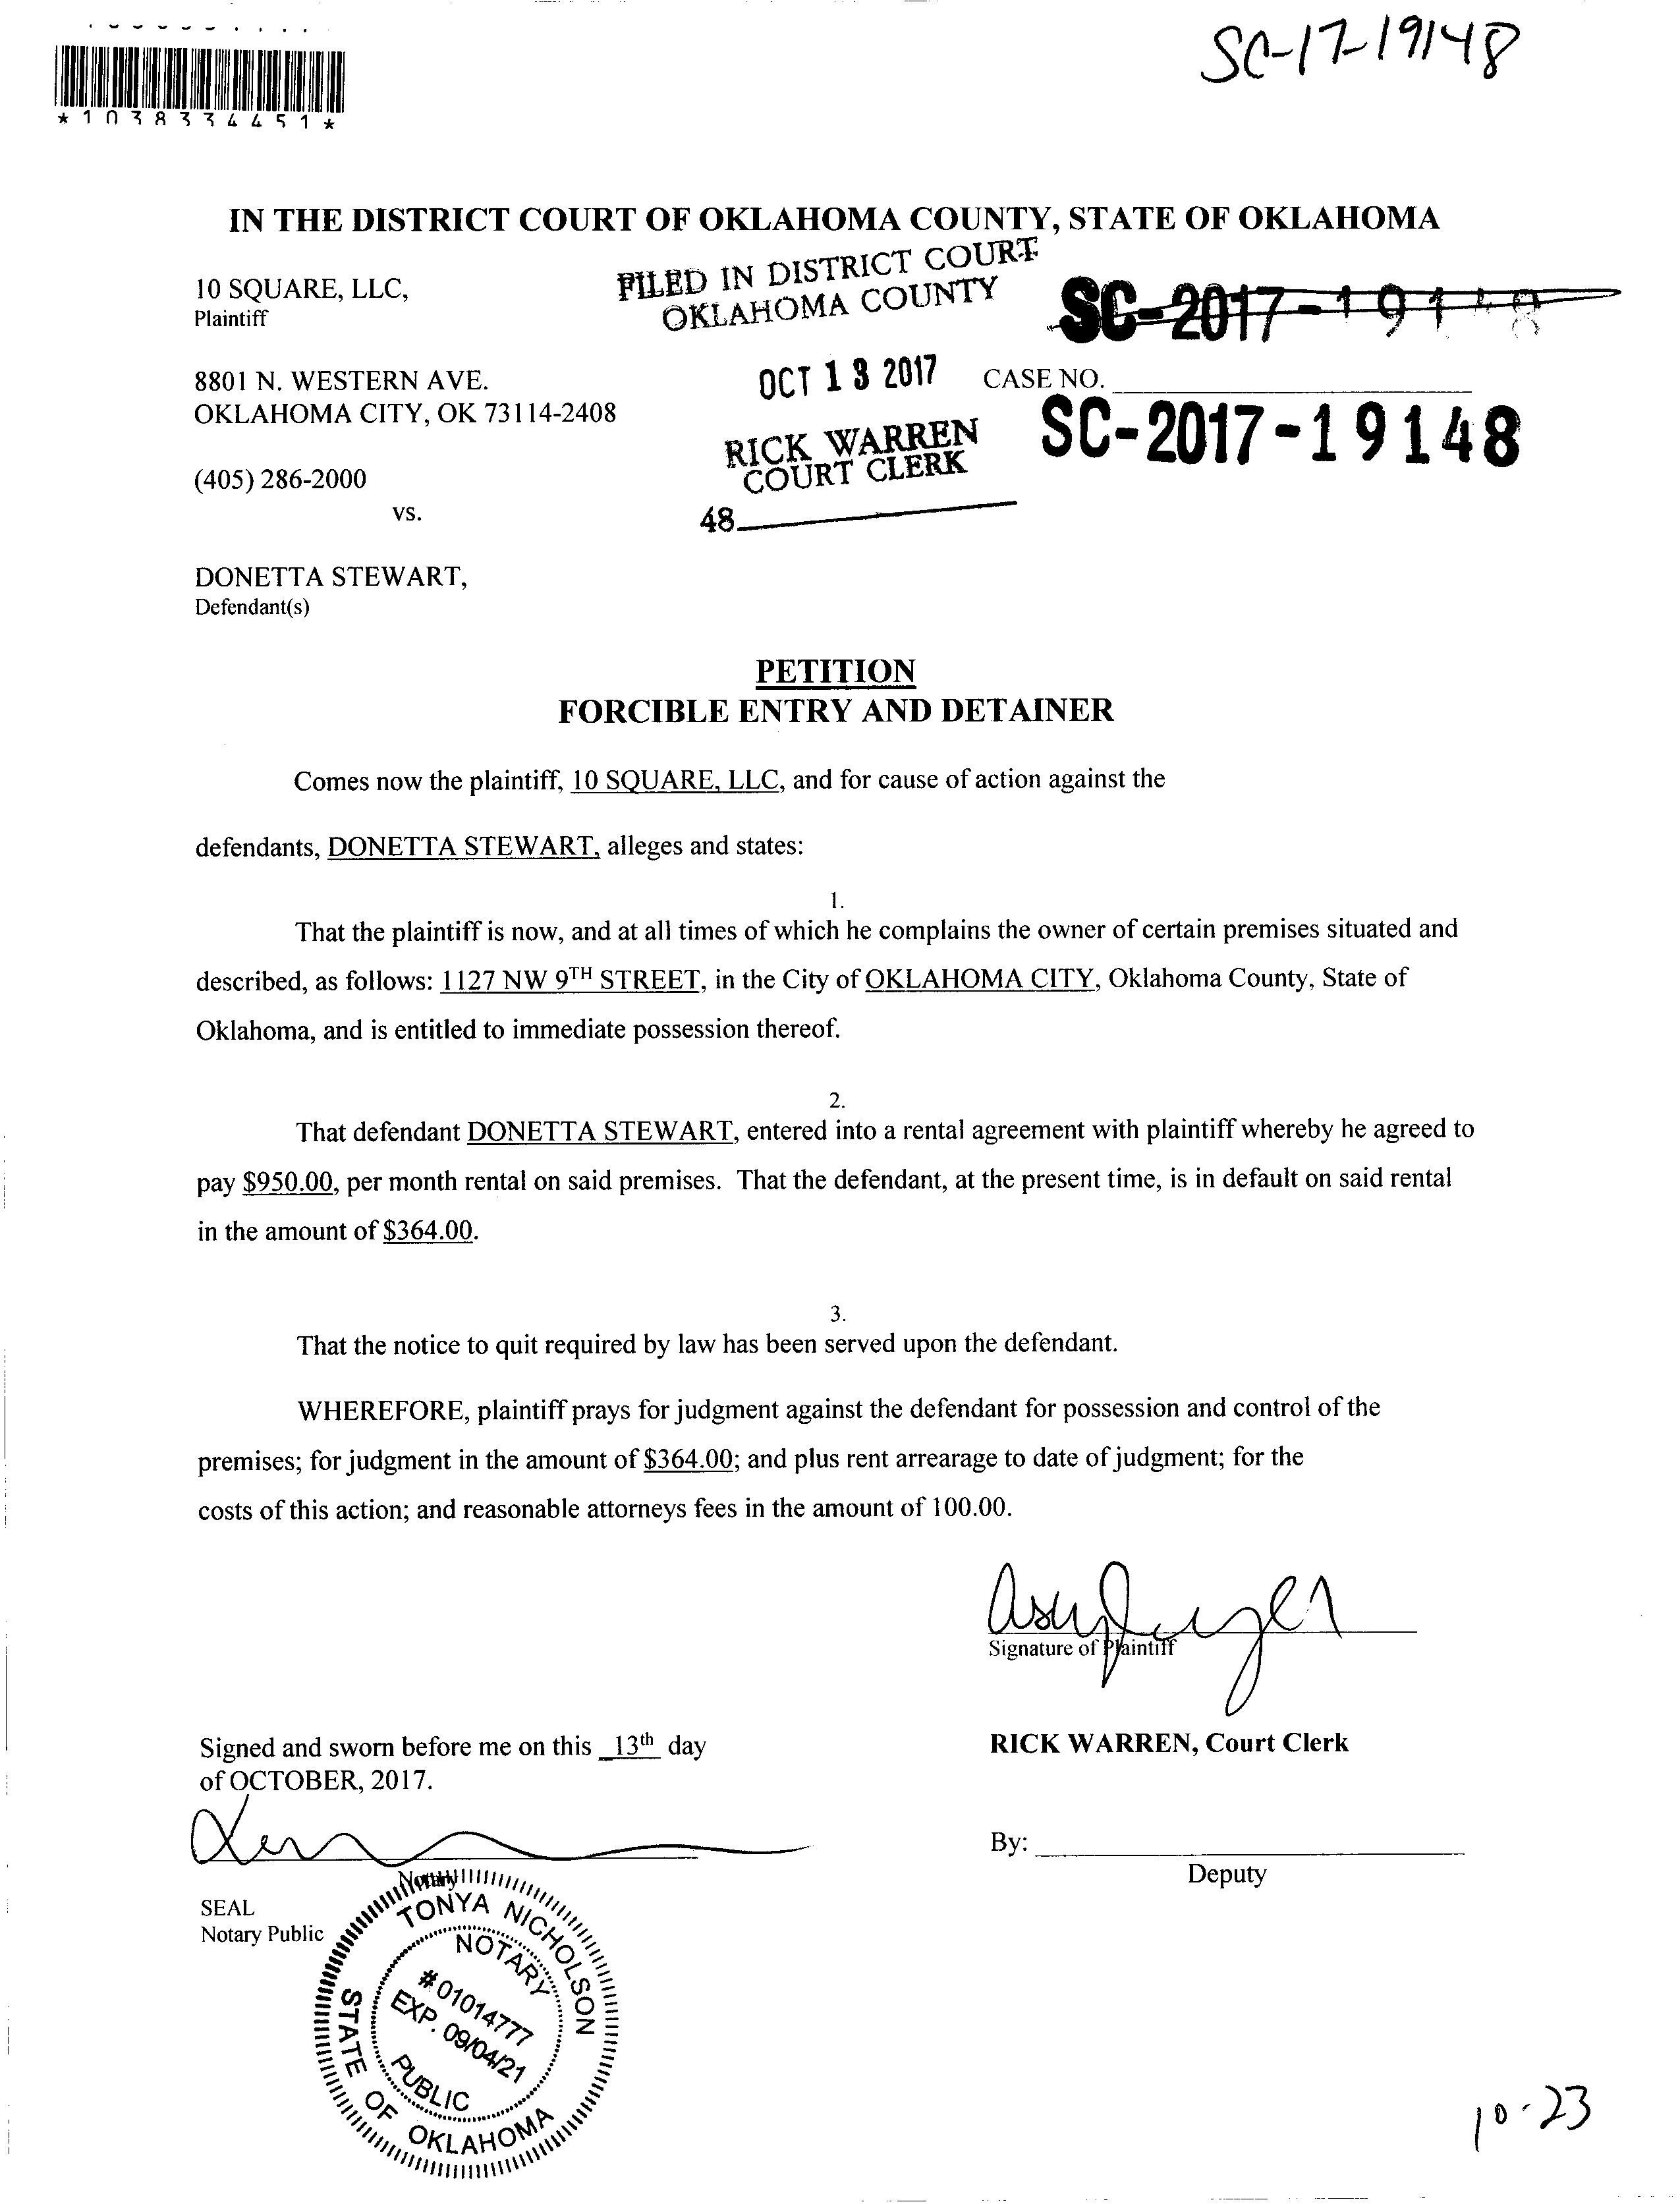 SC-17-19148
*1038334451*
IN THE DISTRICT COURT OF OKLAHOMA COUNTY, STATE OF OKLAHOMA
10 SQUARE, LLC,
Plaintiff
FILED IN DISTRICT COURT
OKLAHOMA COUNTY
SC-2017-19148
8801 N. WESTERN AVE.
OKLAHOMA CITY, OK 73114-2408
OCT 13 2017
CASE NO.
SC-2017-19148
RICK WARREN
COURT CLERK
(405) 286-2000
vs.
48
DONETTA STEWART,
Defendant(s)
PETITION
FORCIBLE ENTRY AND DETAINER
Comes now the plaintiff, 10 SQUARE, LLC, and for cause of action against the
defendants, DONETTA STEWART, alleges and states:
1.
That the plaintiff is now, and at all times of which he complains the owner of certain premises situated and
described, as follows: 1127 NW 9TH STREET, in the City of OKLAHOMA CITY, Oklahoma County, State of
Oklahoma, and is entitled to immediate possession thereof.
2.
That defendant DONETTA STEWART, entered into a rental agreement with plaintiff whereby he agreed to
pay $950.00, per month rental on said premises. That the defendant, at the present time, is in default on said rental
in the amount of $364.00.
3.
That the notice to quit required by law has been served upon the defendant.
WHEREFORE, plaintiff prays for judgment against the defendant for possession and control of the
premises; for judgment in the amount of $364.00; and plus rent arrearage to date of judgment; for the
costs of this action; and reasonable attorneys fees in the amount of 100.00.
Signature of Plaintiff
Signed and sworn before me on this 13th day
of OCTOBER, 2017.
RICK WARREN, Court Clerk
By:
Deputy
Notary
SEAL
Notary Public
TONYA NICHOLSON
NOTARY
#01014777
EXP. 09/04/21
PUBLIC
STATE OF OKLAHOMA
10-23